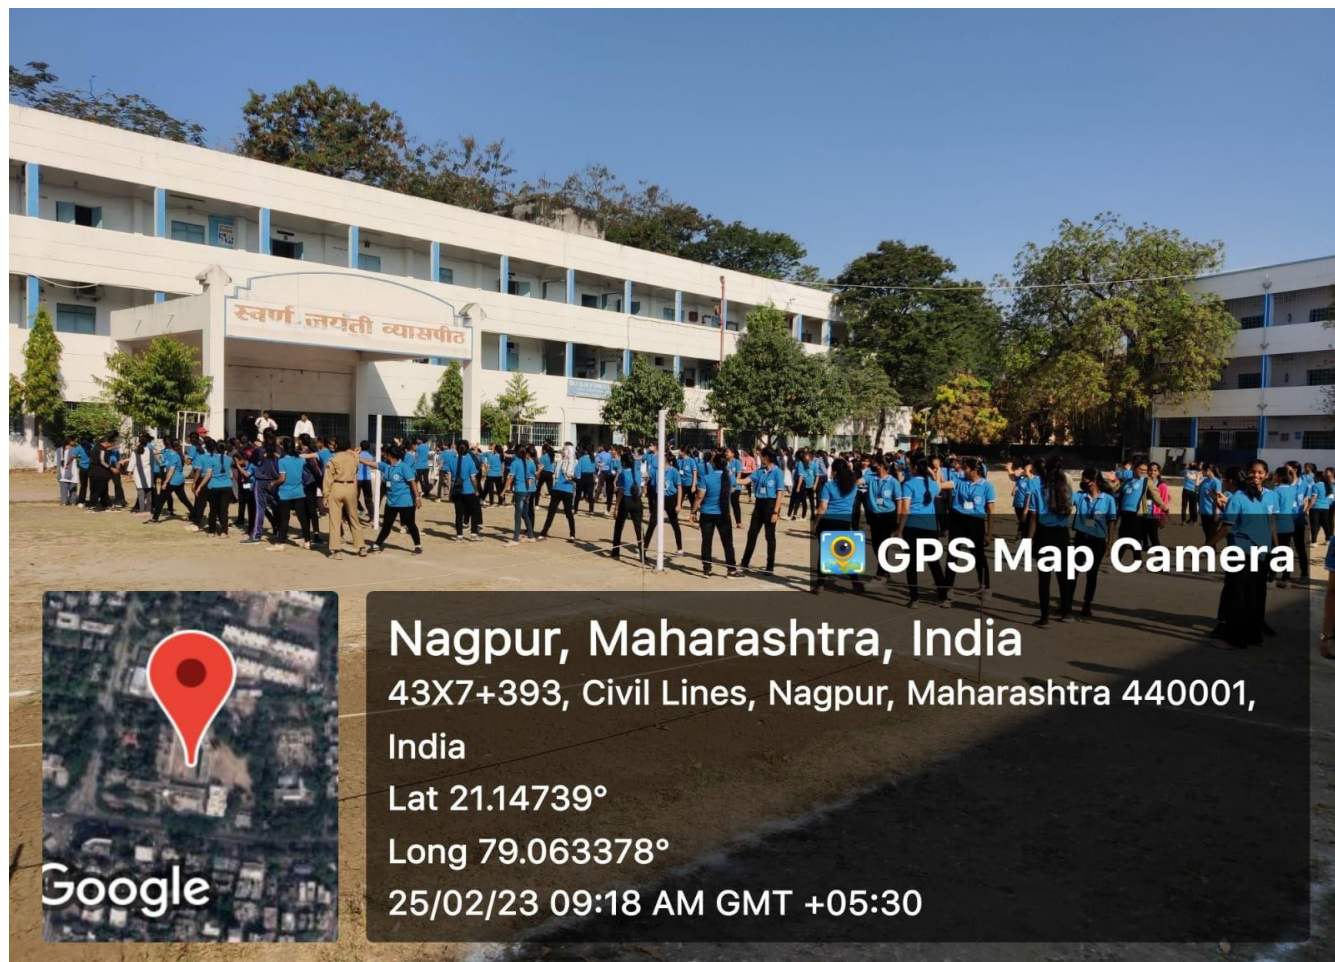 स्वर्ण जयंती व्यासपीठ
GPS Map Camera
Nagpur, Maharashtra, India
43X7+393, Civil Lines, Nagpur, Maharashtra 440001,
India
Lat 21.14739°
Long 79.063378°
25/02/23 09:18 AM GMT +05:30
Google